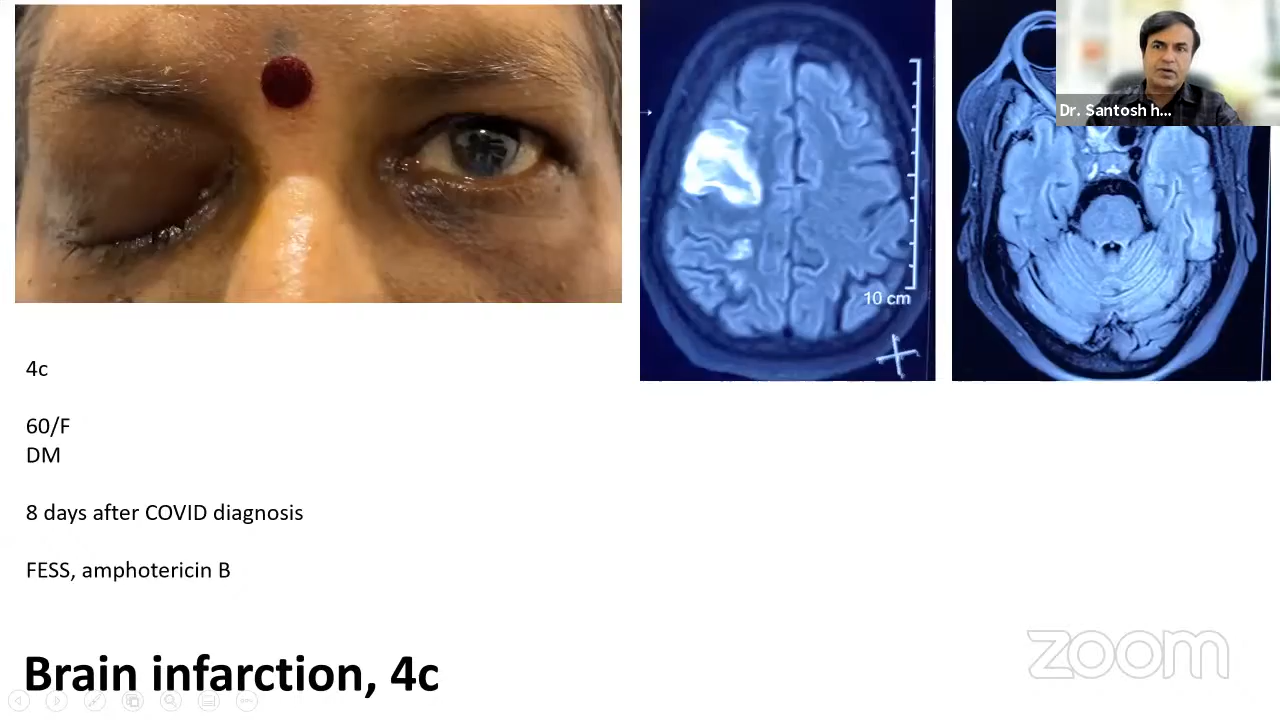 Dr. Santosh h...
10 cm
4c
60/F
DM
8 days after COVID diagnosis
FESS, amphotericin B
Brain infarction, 4c
zoom